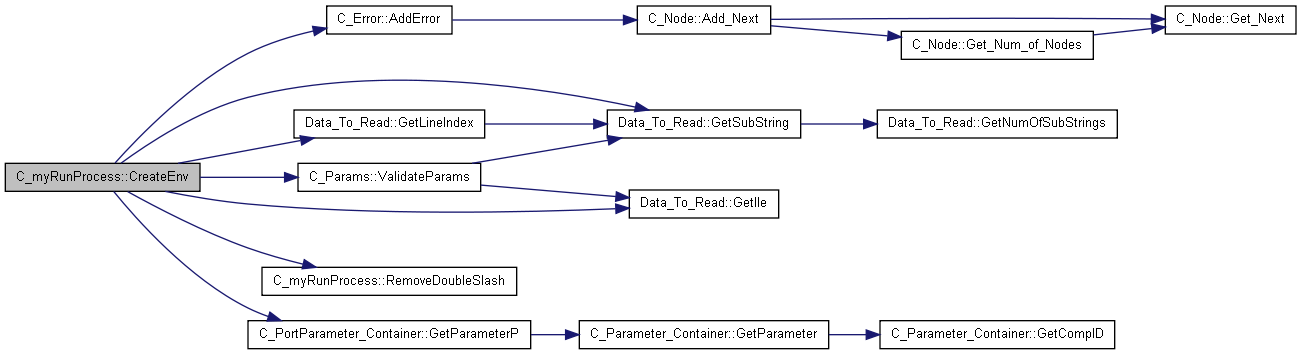 C_Error::AddError
C_Node::Add_Next
C_Node::Get_Next
C_Node::Get_Num_of_Nodes
Data_To_Read::GetLineIndex
Data_To_Read::GetSubString
Data_To_Read::GetNumOfSubStrings
C_myRunProcess::CreateEnv
C_Params::ValidateParams
Data_To_Read::GetIle
C_myRunProcess::RemoveDoubleSlash
C_PortParameter_Container::GetParameterP
C_Parameter_Container::GetParameter
C_Parameter_Container::GetCompID